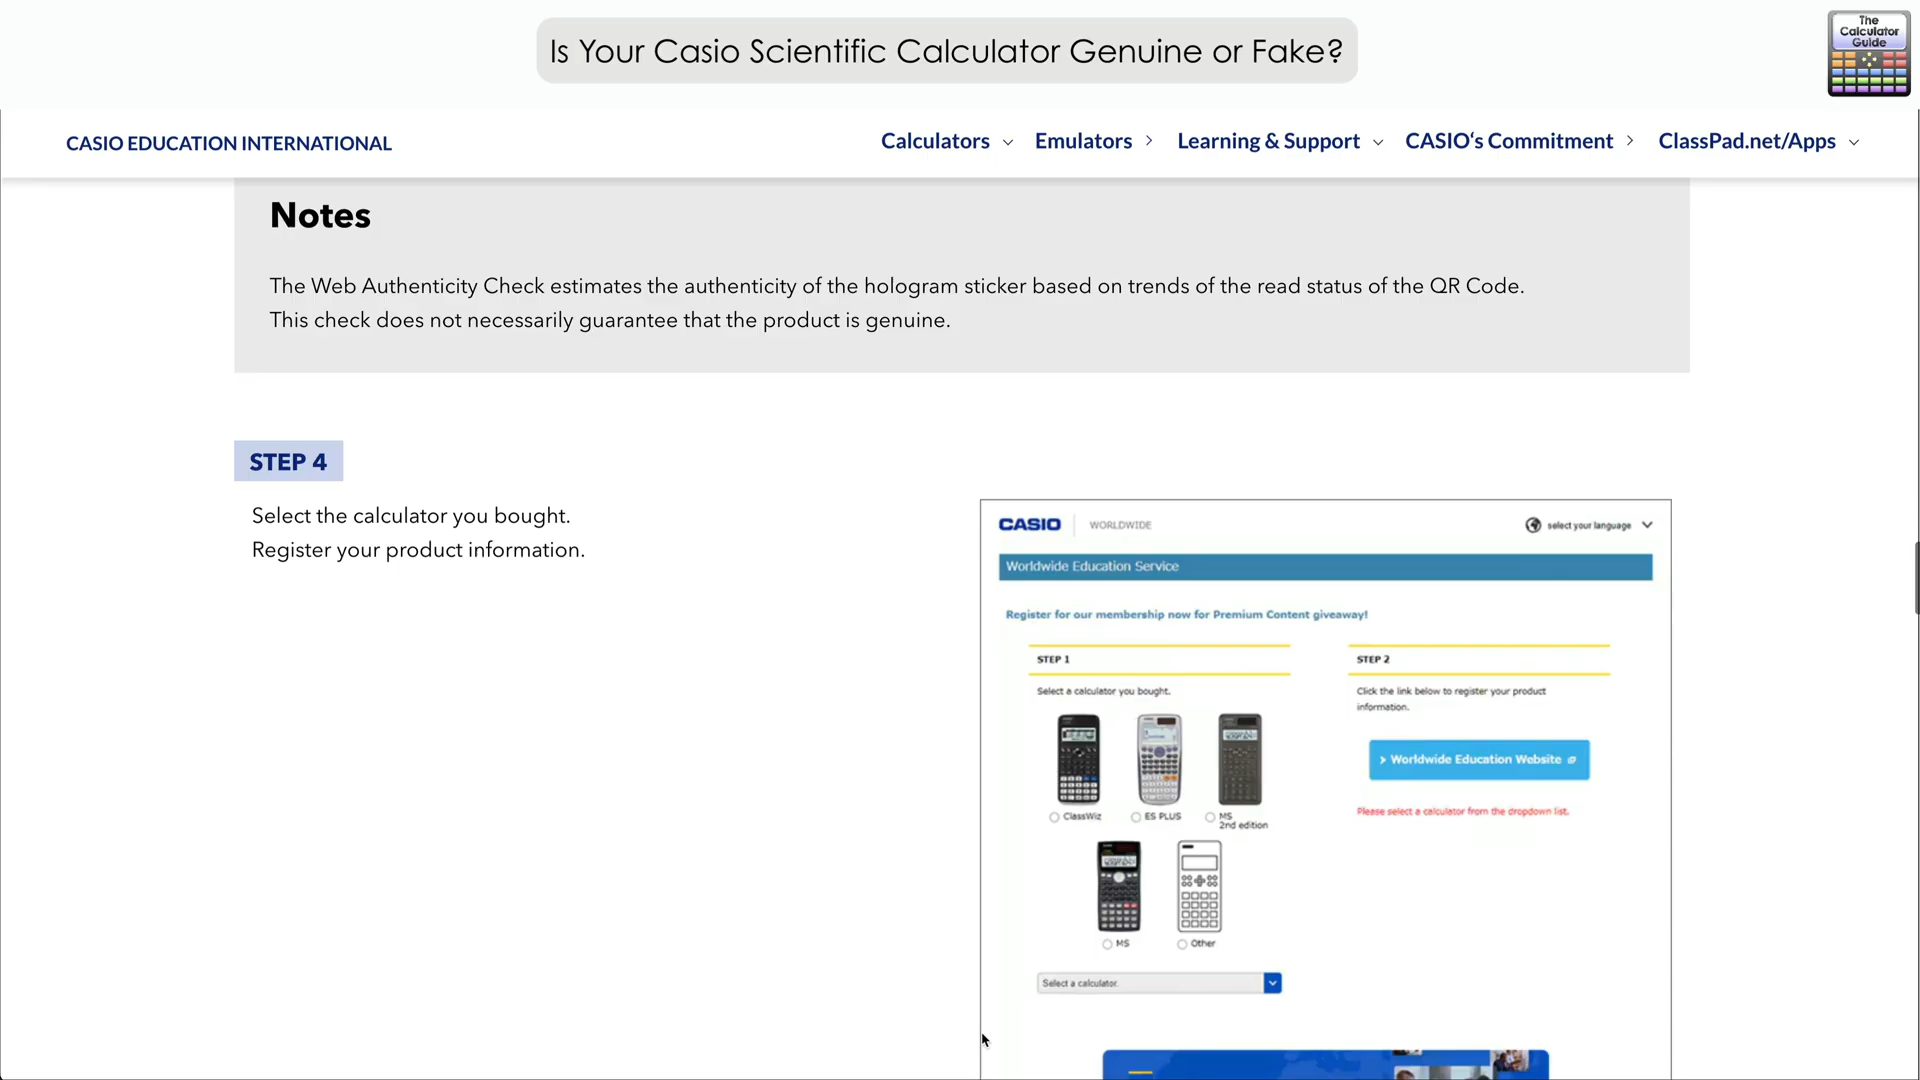 Is Your Casio Scientific Calculator Genuine or Fake?
The
Calculator
Guide
CASIO EDUCATION INTERNATIONAL
Calculators
Emulators
Learning & Support
CASIO‘s Commitment
ClassPad.net/Apps
Notes
The Web Authenticity Check estimates the authenticity of the hologram sticker based on trends of the read status of the QR Code.
This check does not necessarily guarantee that the product is genuine.
STEP 4
Select the calculator you bought.
Register your product information.
CASIO
WORLDWIDE
select your language
Worldwide Education Service
Register for our membership now for Premium Content giveaway!
STEP 1
Select a calculator you bought.
ClassWiz
ES PLUS
MS
2nd edition
MS
Other
Select a calculator.
STEP 2
Click the link below to register your product
information.
Worldwide Education Website
Please select a calculator from the dropdown list.